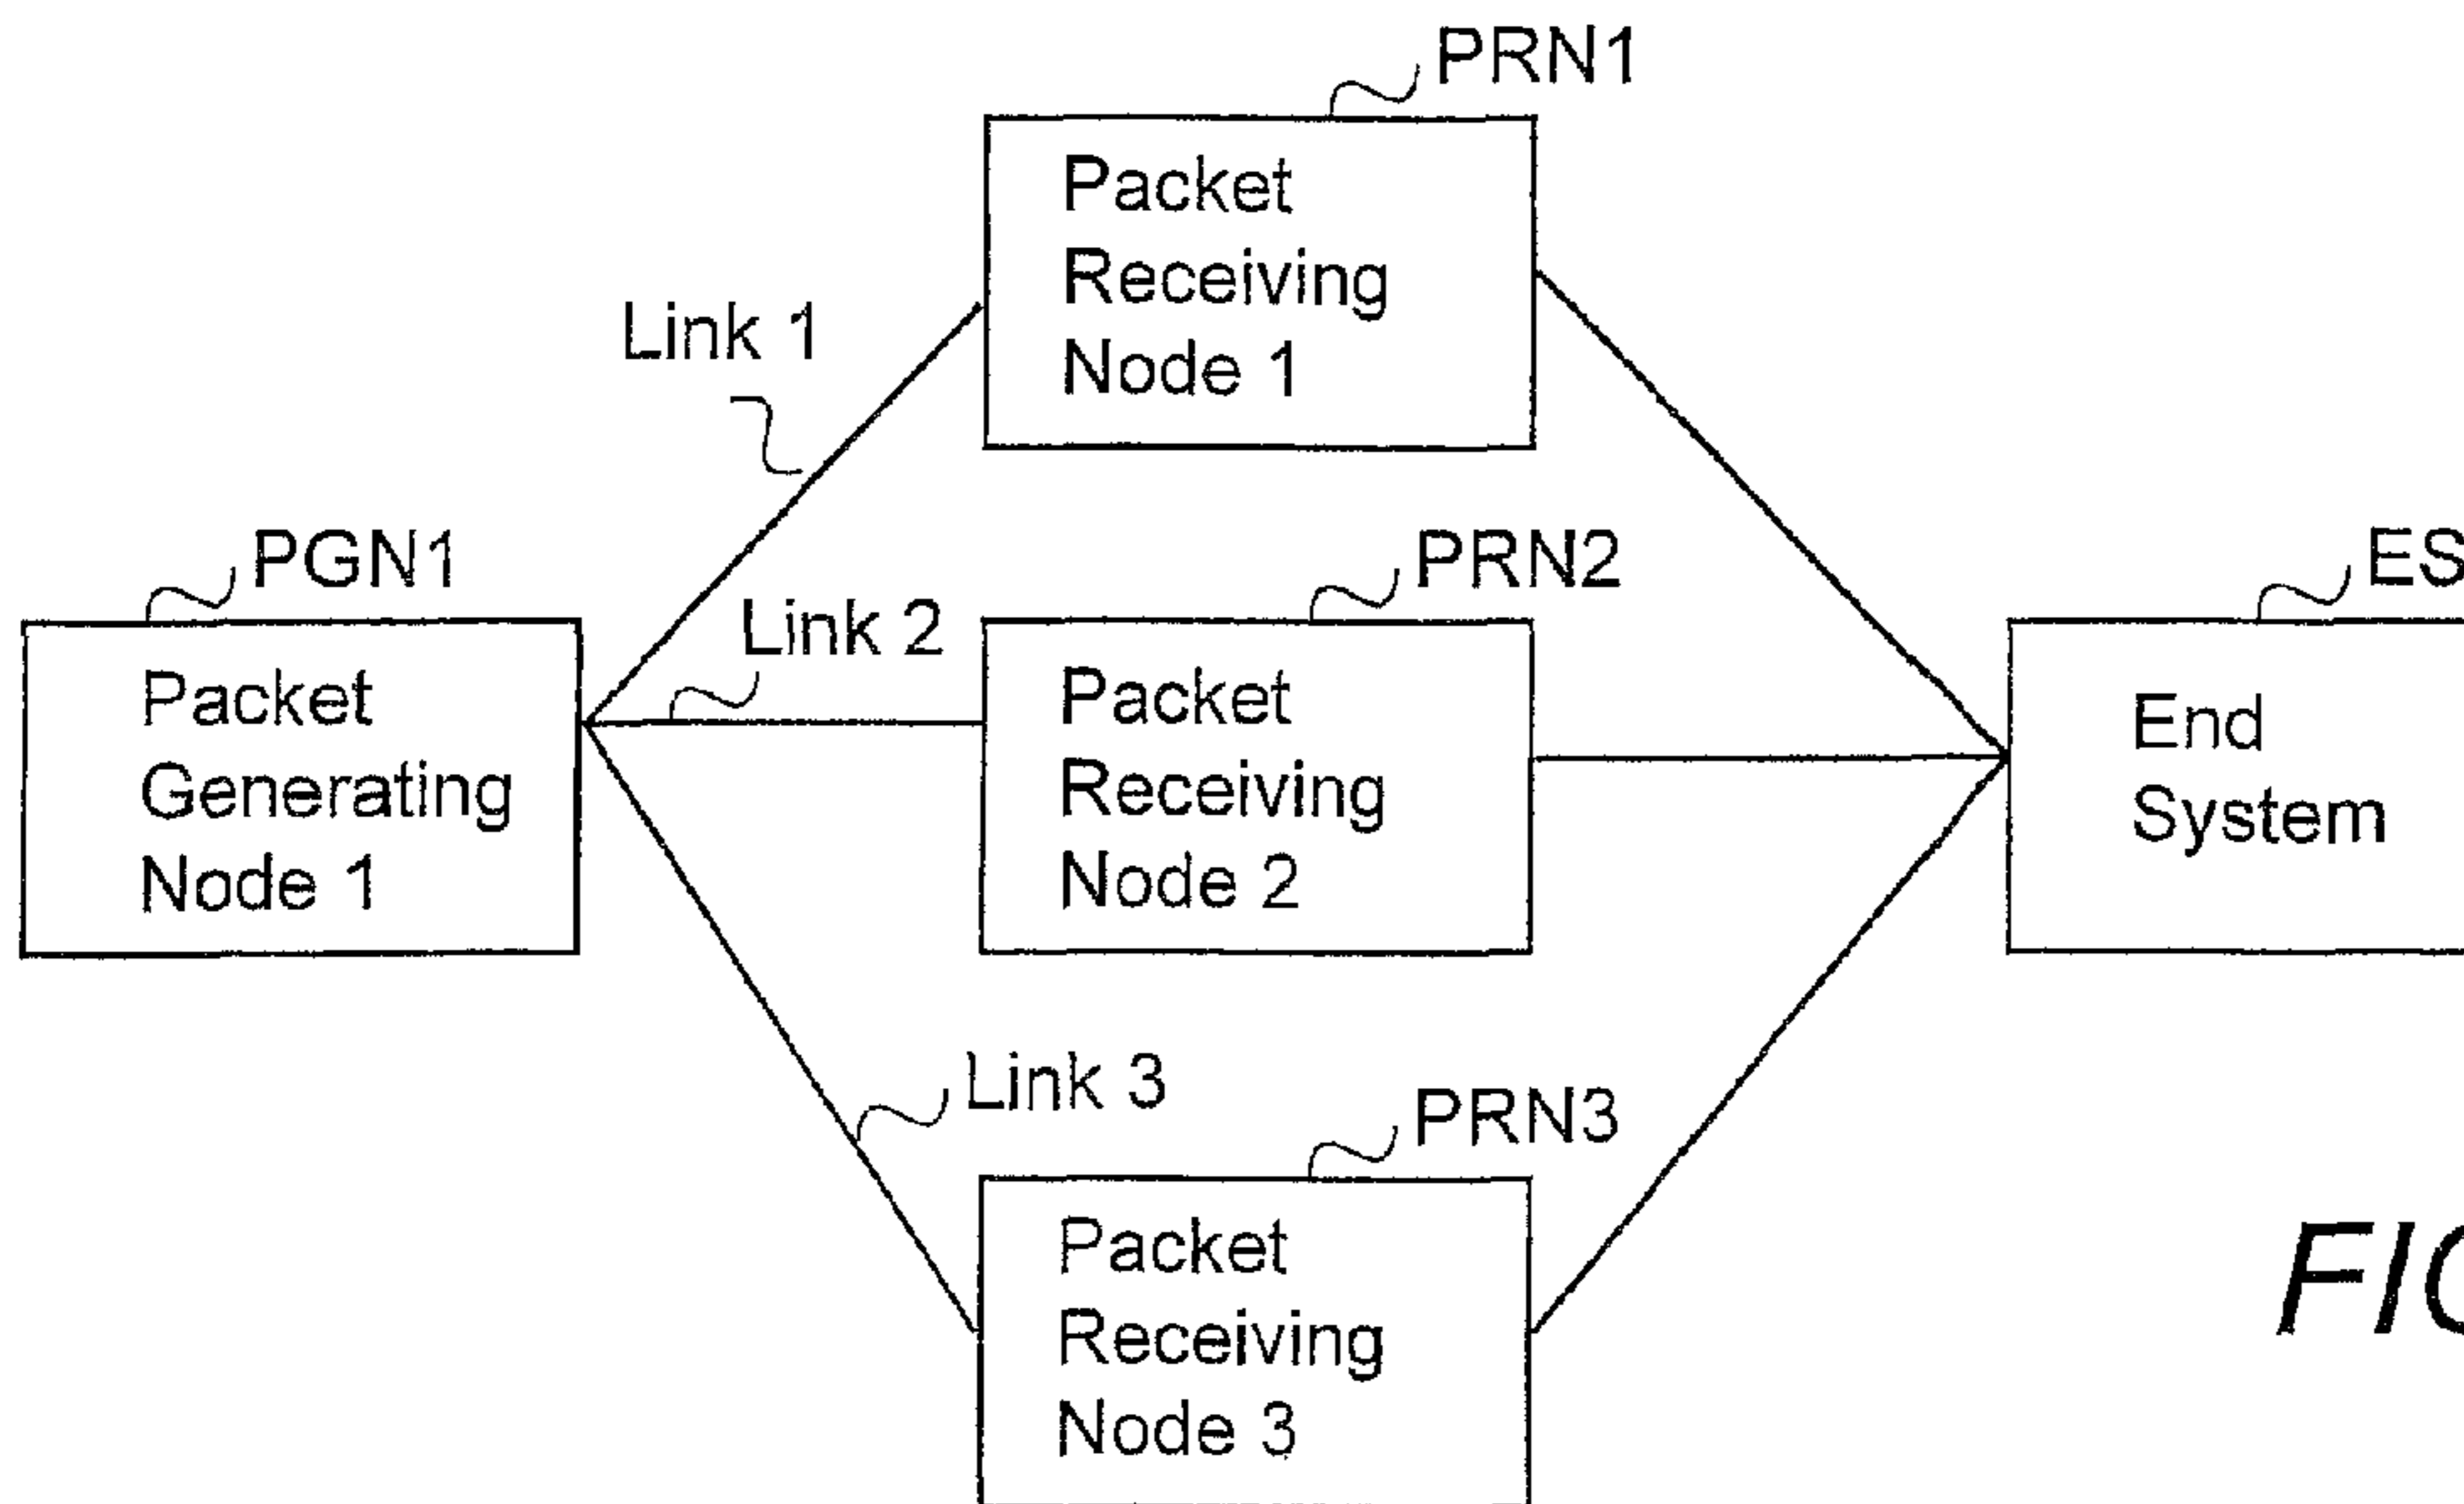 PRN1
Packet
Receiving
Node 1
Link 1
PGN1
Packet
Generating
Node 1
Link 2
PRN2
Packet
Receiving
Node 2
ES
End
System
Link 3
PRN3
Packet
Receiving
Node 3